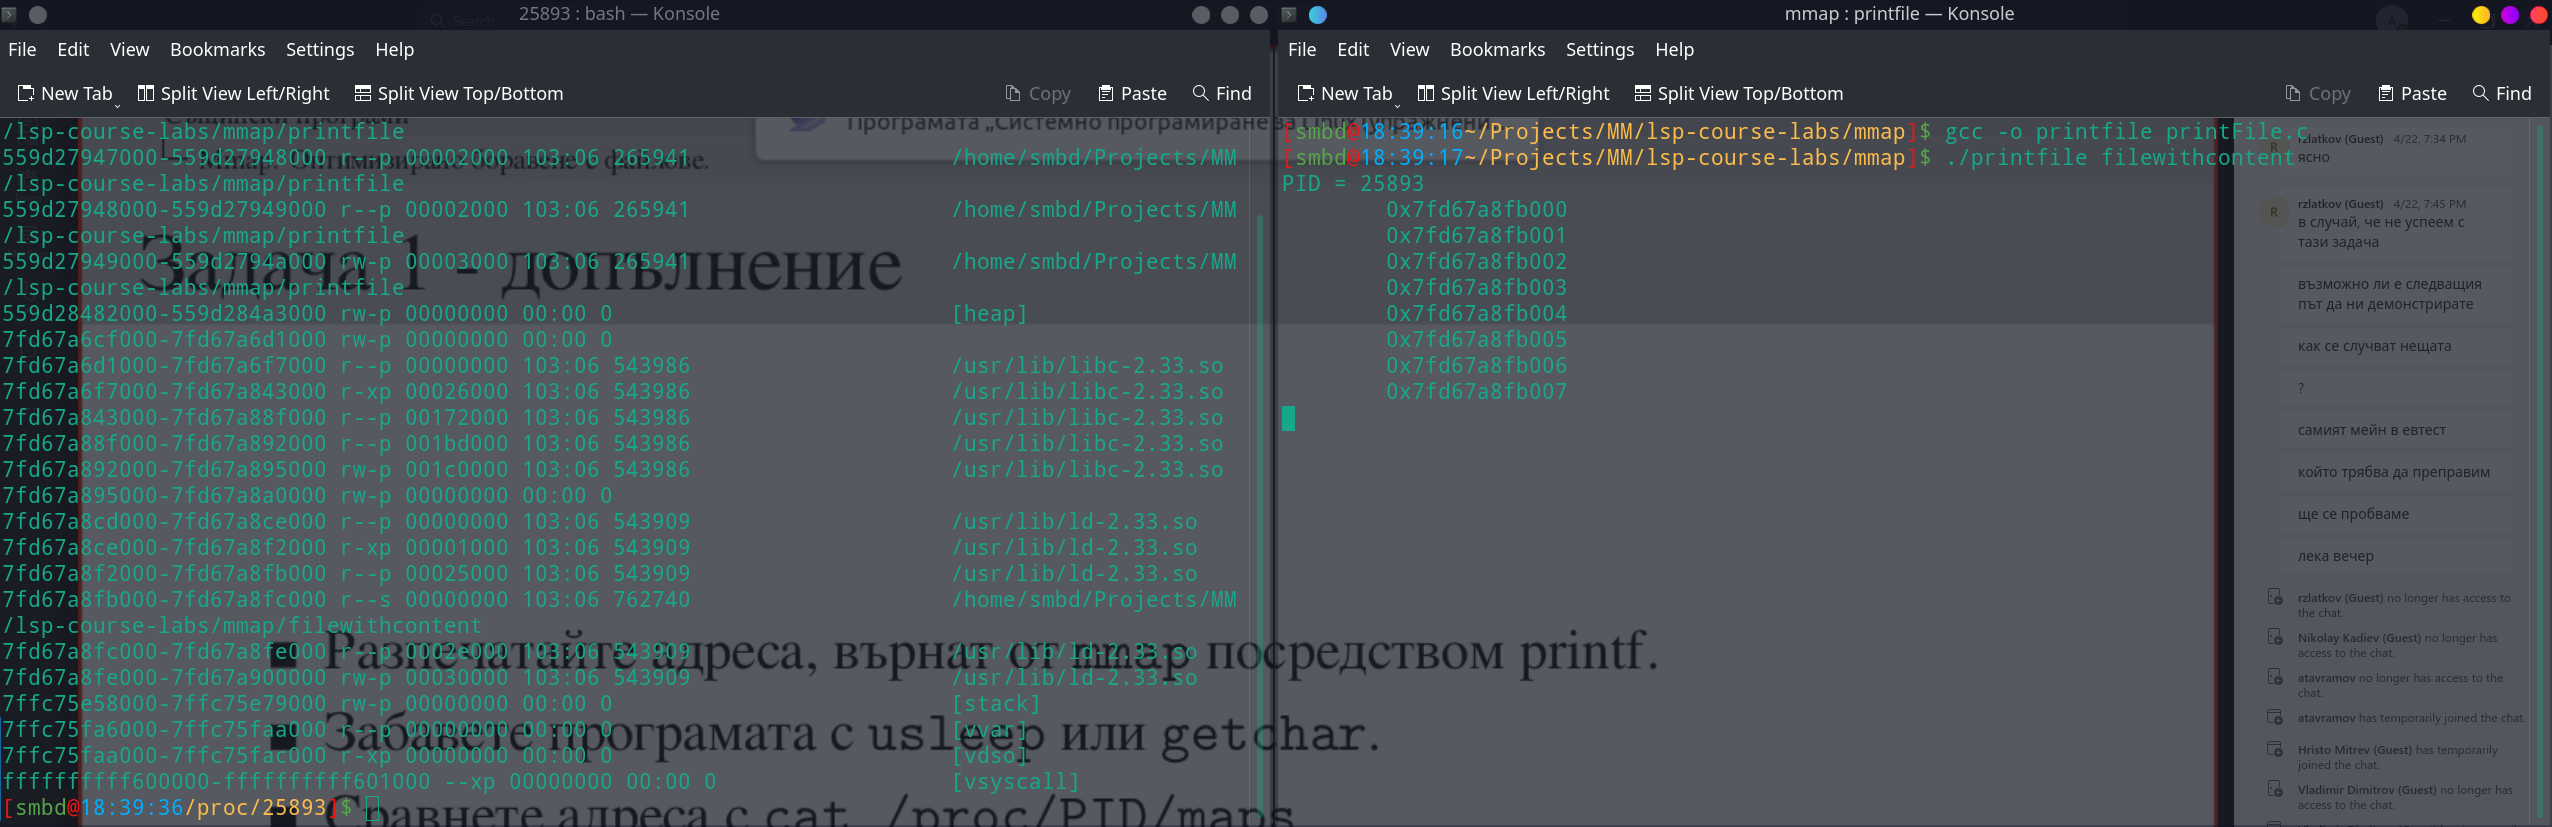 25893 : bash — Konsole
File Edit View Bookmarks Settings Help
New Tab Split View Left/Right Split View Top/Bottom Copy Paste Find
/lsp-course-labs/mmap/printfile
559d27947000-559d27948000 r--p 00002000 103:06 265941 /home/smbd/Projects/MM
/lsp-course-labs/mmap/printfile
559d27948000-559d27949000 r--p 00002000 103:06 265941 /home/smbd/Projects/MM
/lsp-course-labs/mmap/printfile
559d27949000-559d2794a000 rw-p 00003000 103:06 265941 /home/smbd/Projects/MM
/lsp-course-labs/mmap/printfile
559d28482000-559d284a3000 rw-p 00000000 00:00 0 [heap]
7fd67a6cf000-7fd67a6d1000 rw-p 00000000 00:00 0
7fd67a6d1000-7fd67a6f7000 r--p 00000000 103:06 543986 /usr/lib/libc-2.33.so
7fd67a6f7000-7fd67a843000 r-xp 00026000 103:06 543986 /usr/lib/libc-2.33.so
7fd67a843000-7fd67a88f000 r--p 00172000 103:06 543986 /usr/lib/libc-2.33.so
7fd67a88f000-7fd67a892000 r--p 001bd000 103:06 543986 /usr/lib/libc-2.33.so
7fd67a892000-7fd67a895000 rw-p 001c0000 103:06 543986 /usr/lib/libc-2.33.so
7fd67a895000-7fd67a8a0000 rw-p 00000000 00:00 0
7fd67a8cd000-7fd67a8ce000 r--p 00000000 103:06 543909 /usr/lib/ld-2.33.so
7fd67a8ce000-7fd67a8f2000 r-xp 00001000 103:06 543909 /usr/lib/ld-2.33.so
7fd67a8f2000-7fd67a8fb000 r--p 00025000 103:06 543909 /usr/lib/ld-2.33.so
7fd67a8fb000-7fd67a8fc000 r--s 00000000 103:06 762740 /home/smbd/Projects/MM
/lsp-course-labs/mmap/filewithcontent
7fd67a8fc000-7fd67a8fe000 r--p 0002e000 103:06 543909 /usr/lib/ld-2.33.so
7fd67a8fe000-7fd67a900000 rw-p 00030000 103:06 543909 /usr/lib/ld-2.33.so
7ffc75e58000-7ffc75e79000 rw-p 00000000 00:00 0 [stack]
7ffc75fa6000-7ffc75faa000 r--p 00000000 00:00 0 [vvar]
7ffc75faa000-7ffc75fac000 r-xp 00000000 00:00 0 [vdso]
ffffffffff600000-ffffffffff601000 --xp 00000000 00:00 0 [vsyscall]
[smbd@18:39:36/proc/25893]$
mmap : printfile — Konsole
File Edit View Bookmarks Settings Help
New Tab Split View Left/Right Split View Top/Bottom Copy Paste Find
[smbd@18:39:16~/Projects/MM/lsp-course-labs/mmap]$ gcc -o printfile printFile.c
[smbd@18:39:17~/Projects/MM/lsp-course-labs/mmap]$ ./printfile filewithcontent
PID = 25893
0x7fd67a8fb000
0x7fd67a8fb001
0x7fd67a8fb002
0x7fd67a8fb003
0x7fd67a8fb004
0x7fd67a8fb005
0x7fd67a8fb006
0x7fd67a8fb007
Search
Програмата „Системно програмиране за Linux
Задача 1 - допълнение
Разпечатайте адреса, върнат от mmap посредством printf.
Забавете програмата с usleep или getchar.
Сравнете адреса с cat /proc/PID/maps
rzlatkov (Guest) 4/22, 7:34 PM
ясно
R
rzlatkov (Guest) 4/22, 7:45 PM
в случай, че не успеем с
тази задача
възможно ли е следващия
път да ни демонстрирате
как се случват нещата
?
самият мейн в евтест
който трябва да преправим
ще се пробваме
лека вечер
rzlatkov (Guest) no longer has access to
the chat.
Nikolay Kadiev (Guest) no longer has
access to the chat.
atavramov no longer has access to the
chat.
atavramov has temporarily joined the chat.
Hristo Mitrev (Guest) has temporarily
joined the chat.
Vladimir Dimitrov (Guest) no longer has
access to the chat.